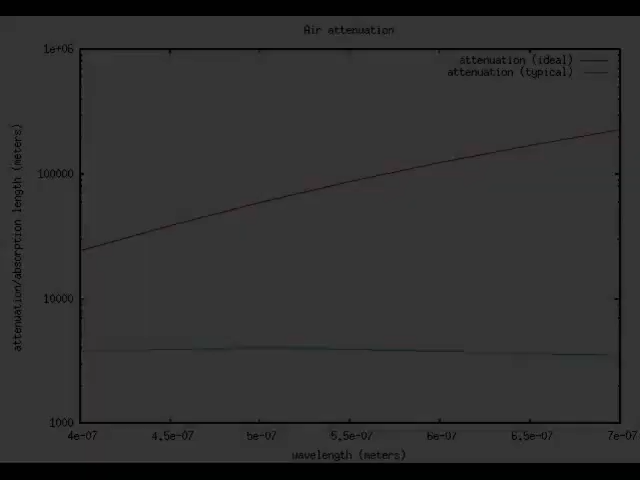 Air attenuation
1e+06
attenuation (ideal)
attenuation (typical)
100000
attenuation/absorption length (meters)
10000
1000
4e-07 4.5e-07 5e-07 5.5e-07 6e-07 6.5e-07 7e-07
wavelength (meters)